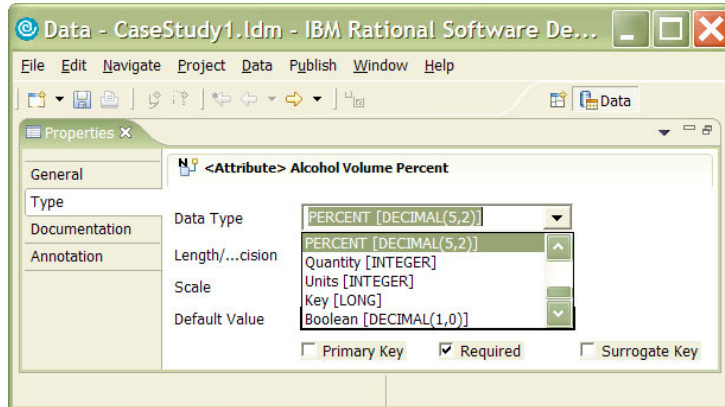 Data - CaseStudy1.ldm - IBM Rational Software De...
File Edit Navigate Project Data Publish Window Help
Data
Properties
<Attribute> Alcohol Volume Percent
General
Type
Documentation
Annotation
Data Type
PERCENT [DECIMAL(5,2)]
Length/...cision
Scale
Default Value
PERCENT [DECIMAL(5,2)]
Quantity [INTEGER]
Units [INTEGER]
Key [LONG]
Boolean [DECIMAL(1,0)]
Primary Key
Required
Surrogate Key